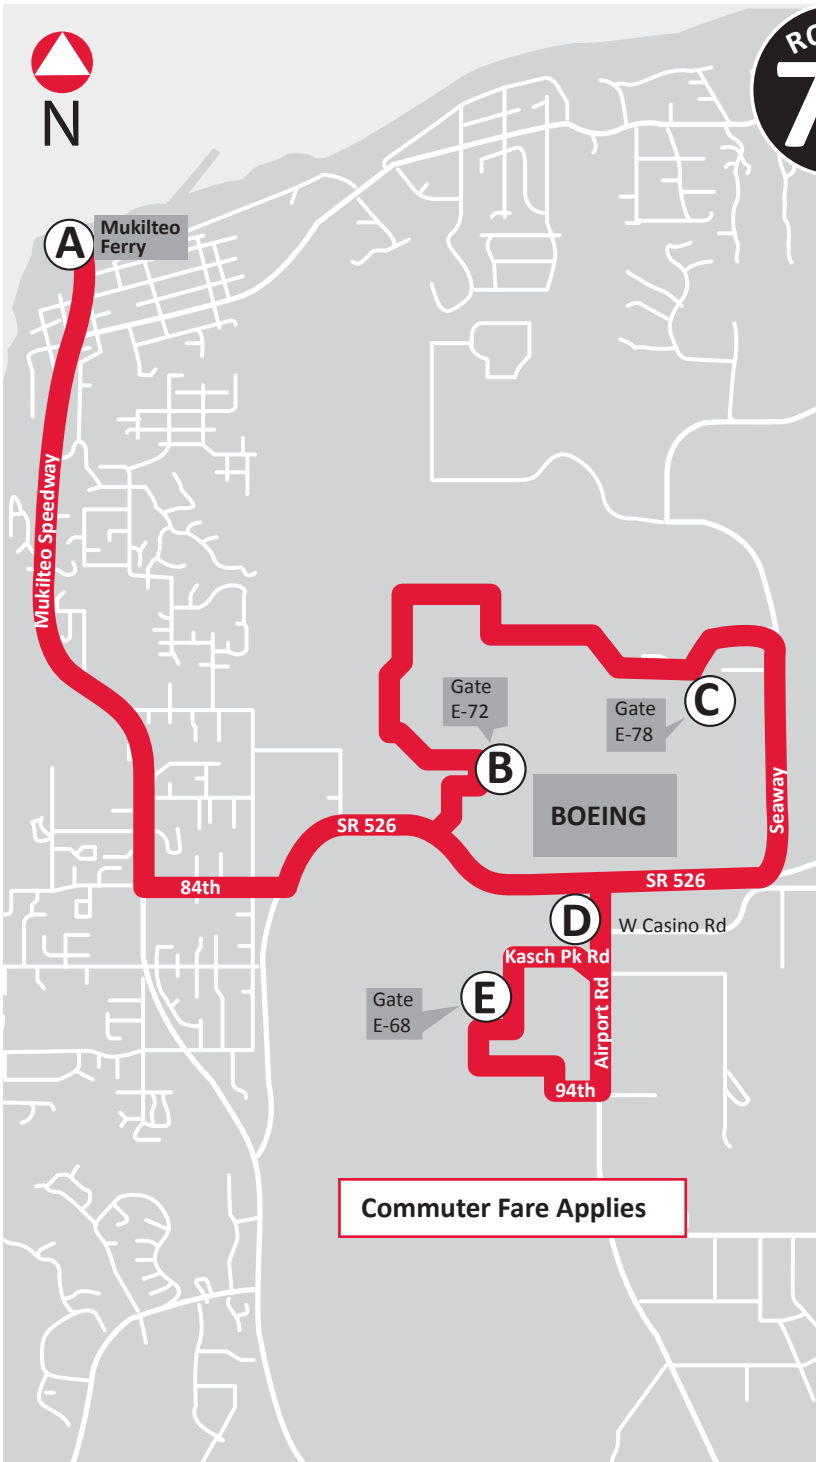 N
7
A
Mukilteo
Ferry
Mukilteo Speedway
Gate
E-72
B
Gate
E-78
C
BOEING
Seaway
SR 526
84th
SR 526
D
W Casino Rd
Kasch Pk Rd
Gate
E-68
E
Airport Rd
94th
Commuter Fare Applies